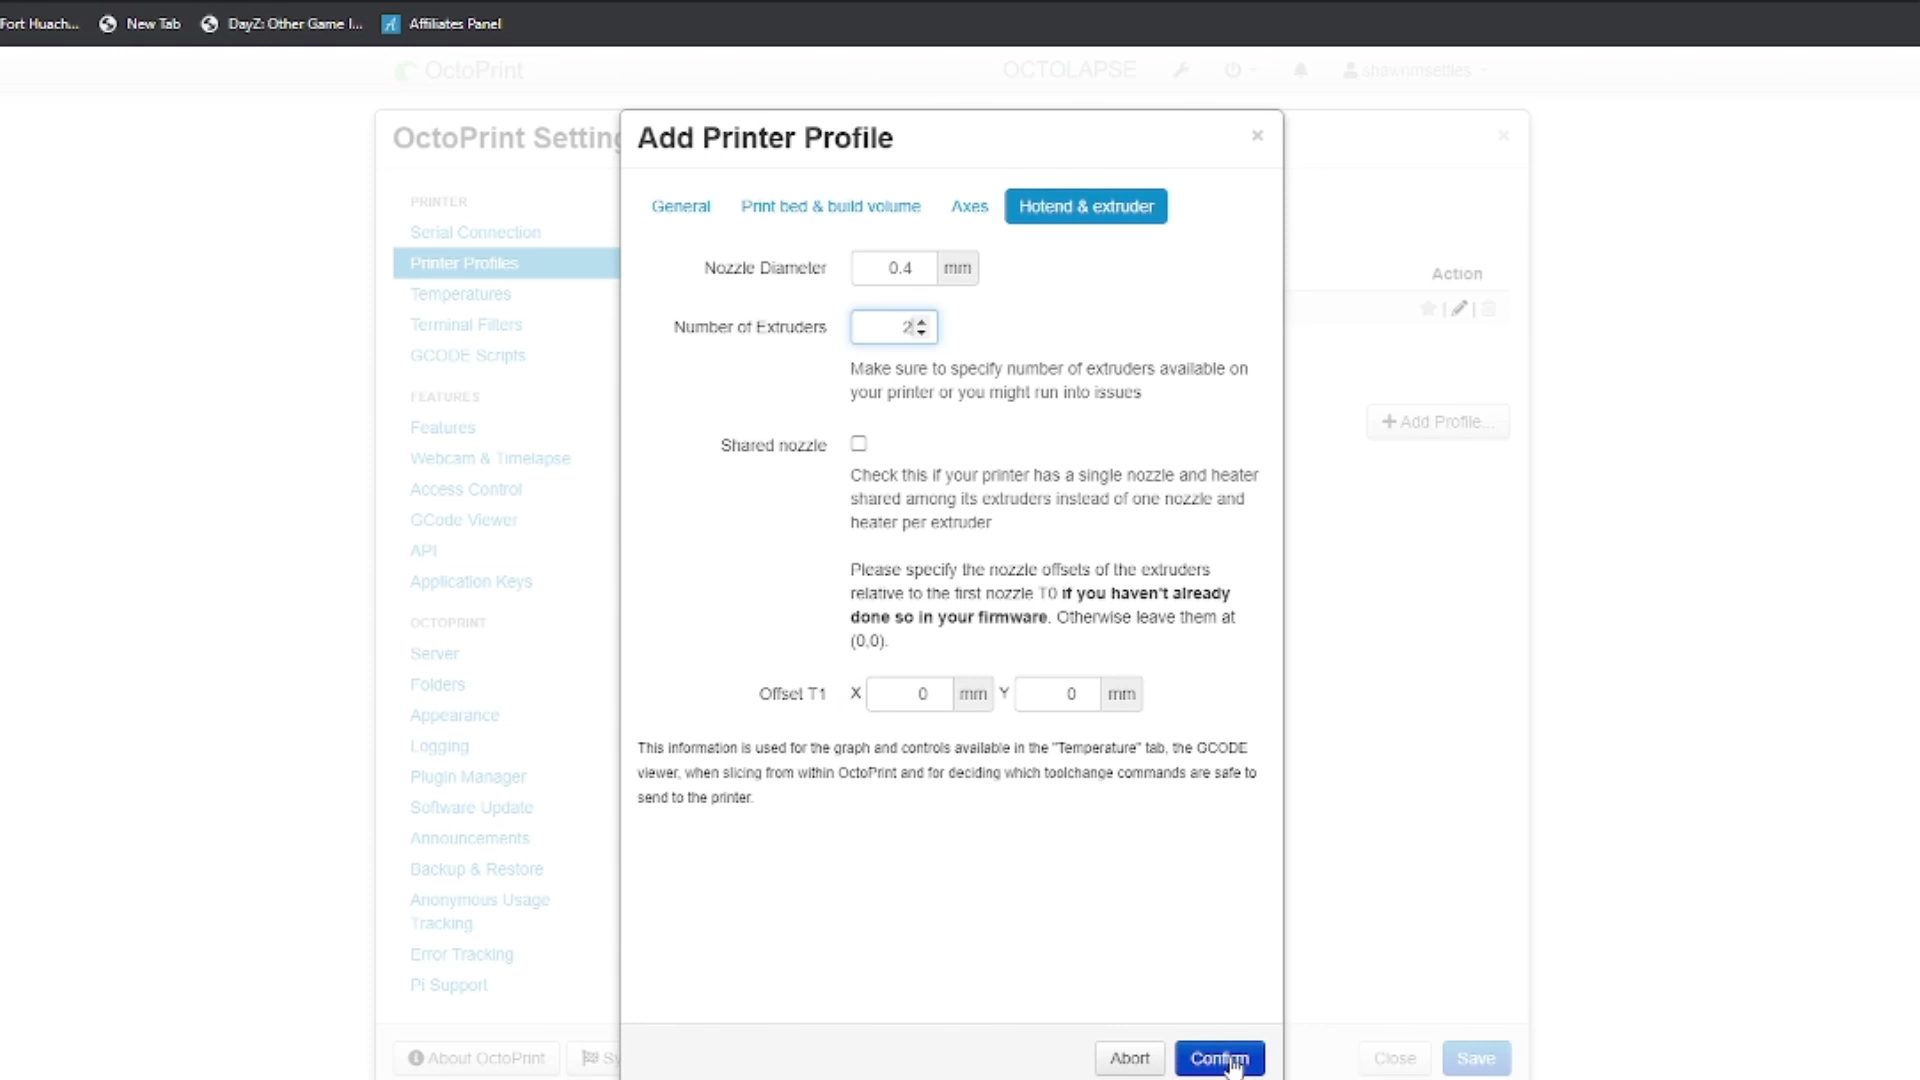 Fort Huach...
New Tab
DayZ: Other Game I...
Affiliates Panel
OctoPrint
OCTOLAPSE
shawnmsettles
Add Printer Profile
×
General
Print bed & build volume
Axes
Hotend & extruder
Nozzle Diameter
0.4
mm
Number of Extruders
2
Make sure to specify number of extruders available on
your printer or you might run into issues
Shared nozzle
Check this if your printer has a single nozzle and heater
shared among its extruders instead of one nozzle and
heater per extruder
Please specify the nozzle offsets of the extruders
relative to the first nozzle T0 if you haven't already
done so in your firmware. Otherwise leave them at
(0,0).
Offset T1
X
0
mm
Y
0
mm
This information is used for the graph and controls available in the "Temperature" tab, the GCODE
viewer, when slicing from within OctoPrint and for deciding which toolchange commands are safe to
send to the printer.
Abort
Confirm
OctoPrint Setting
×
PRINTER
Serial Connection
Printer Profiles
Temperatures
Terminal Filters
GCODE Scripts
FEATURES
Features
Webcam & Timelapse
Access Control
GCode Viewer
API
Application Keys
OCTOPRINT
Server
Folders
Appearance
Logging
Plugin Manager
Software Update
Announcements
Backup & Restore
Anonymous Usage
Tracking
Error Tracking
Pi Support
Action
Add Profile...
About OctoPrint
Sy
Close
Save